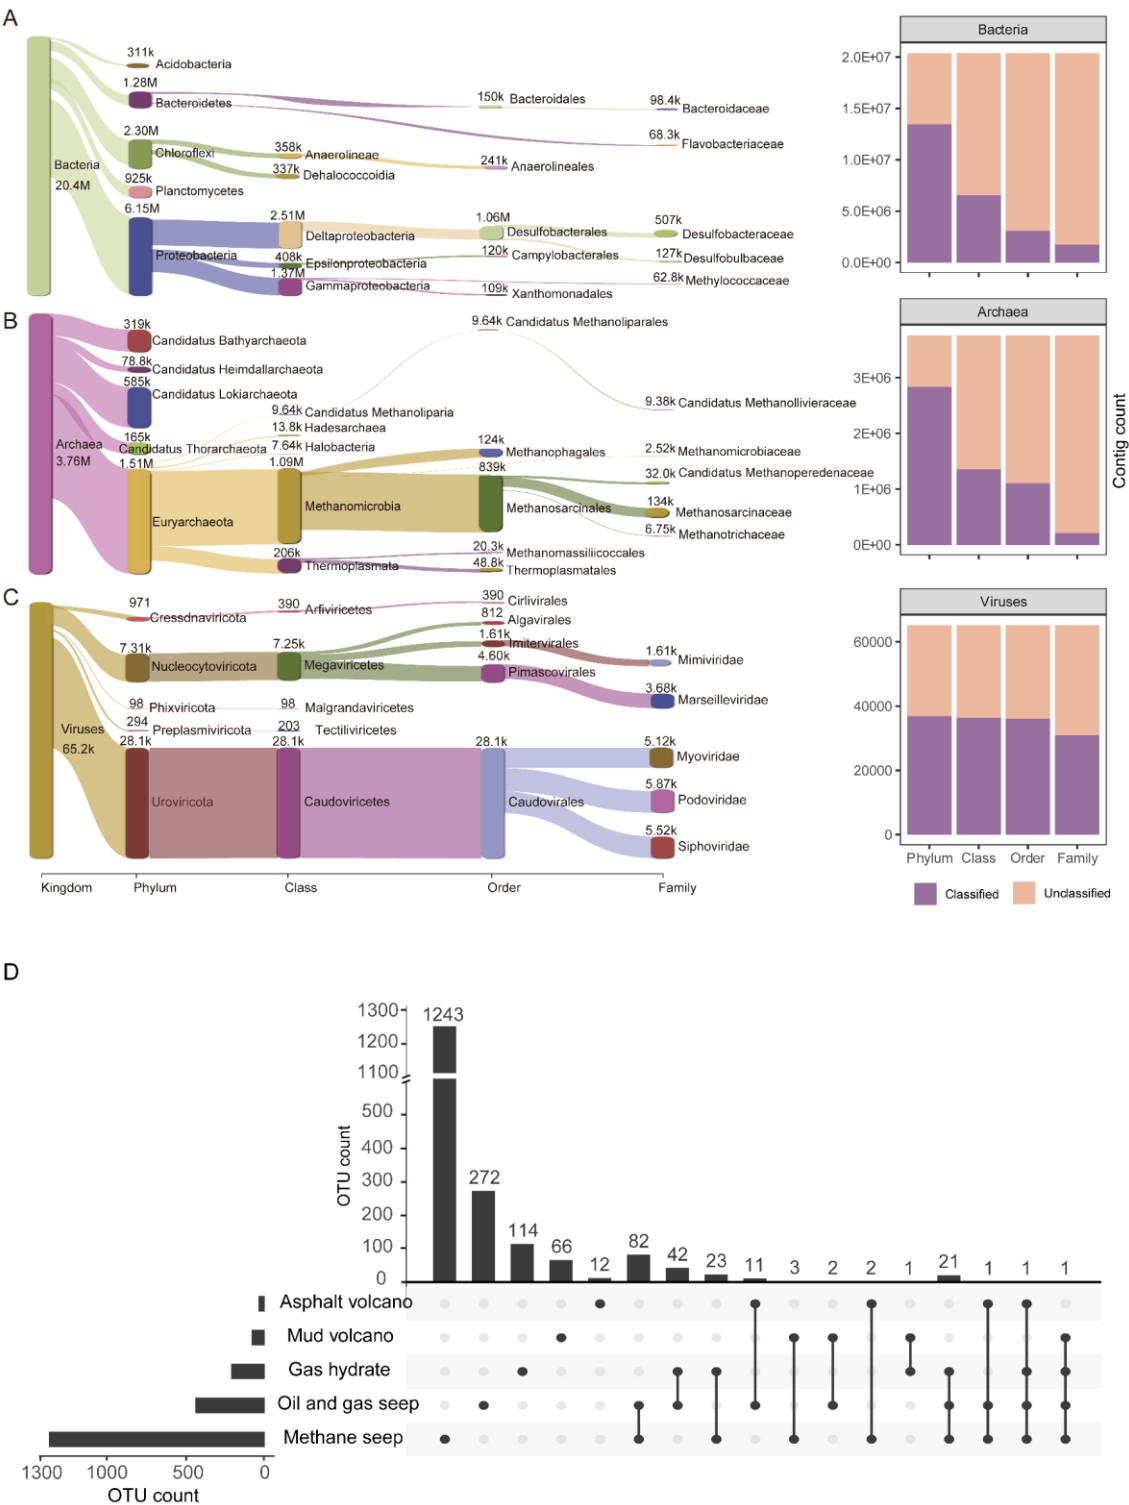 A
311k
Acidobacteria
1.28M
Bacteroidetes
150k Bacteroidales
98.4k
Bacteroidaceae
68.3k
Flavobacteriaceae
2.30M
Chloroflexi
358k
Anaerolineae
337k
Dehalococcoidia
241k
Anaerolineales
Bacteria
20.4M
925k
Planctomycetes
6.15M
Proteobacteria
2.51M
Deltaproteobacteria
408k
Epsilonproteobacteria
1.37M
Gammaproteobacteria
1.06M
Desulfobacterales
120k
Campylobacterales
109k
Xanthomonadales
507k
Desulfobacteraceae
127k
Desulfobulbaceae
62.8k
Methylococcaceae
Bacteria
2.0E+07
1.5E+07
1.0E+07
5.0E+06
0.0E+00
B
319k
Candidatus Bathyarchaeota
78.8k
Candidatus Heimdallarchaeota
585k
Candidatus Lokiarchaeota
165k
Candidatus Thorarchaeota
1.51M
Euryarchaeota
Archaea
3.76M
9.64k
Candidatus Methanoliparia
13.8k
Hadesarchaea
7.64k
Halobacteria
1.09M
Methanomicrobia
206k
Thermoplasmata
9.64k
Candidatus Methanoliparales
124k
Methanophagales
839k
Methanosarcinales
20.3k
Methanomassiliicoccales
48.8k
Thermoplasmatales
9.38k
Candidatus Methanollivieraceae
2.52k
Methanomicrobiaceae
32.0k
Candidatus Methanoperedenaceae
134k
Methanosarcinaceae
6.75k
Methanotrichaceae
Archaea
3E+06
2E+06
1E+06
0E+00
Contig count
C
971
Cressdnaviricota
7.31k
Nucleocytoviricota
98
Phixviricota
294
Preplasmiviricota
28.1k
Uroviricota
Viruses
65.2k
390
Arfiviricetes
7.25k
Megaviricetes
98
Malgrandaviricetes
203
Tectiliviricetes
28.1k
Caudoviricetes
390
Cirlivirales
812
Algavirales
1.61k
Imitervirales
4.60k
Pimascovirales
28.1k
Caudovirales
1.61k
Mimiviridae
3.68k
Marseilleviridae
5.12k
Myoviridae
5.87k
Podoviridae
5.52k
Siphoviridae
Kingdom Phylum Class Order Family
Viruses
60000
40000
20000
0
Phylum Class Order Family
Classified Unclassified
D
1300
1200
1100
500
400
300
200
100
0
OTU count
1243 272 114 66 12 82 42 23 11 3 2 2 1 21 1 1 1
Asphalt volcano
Mud volcano
Gas hydrate
Oil and gas seep
Methane seep
1300 1000 500 0
OTU count